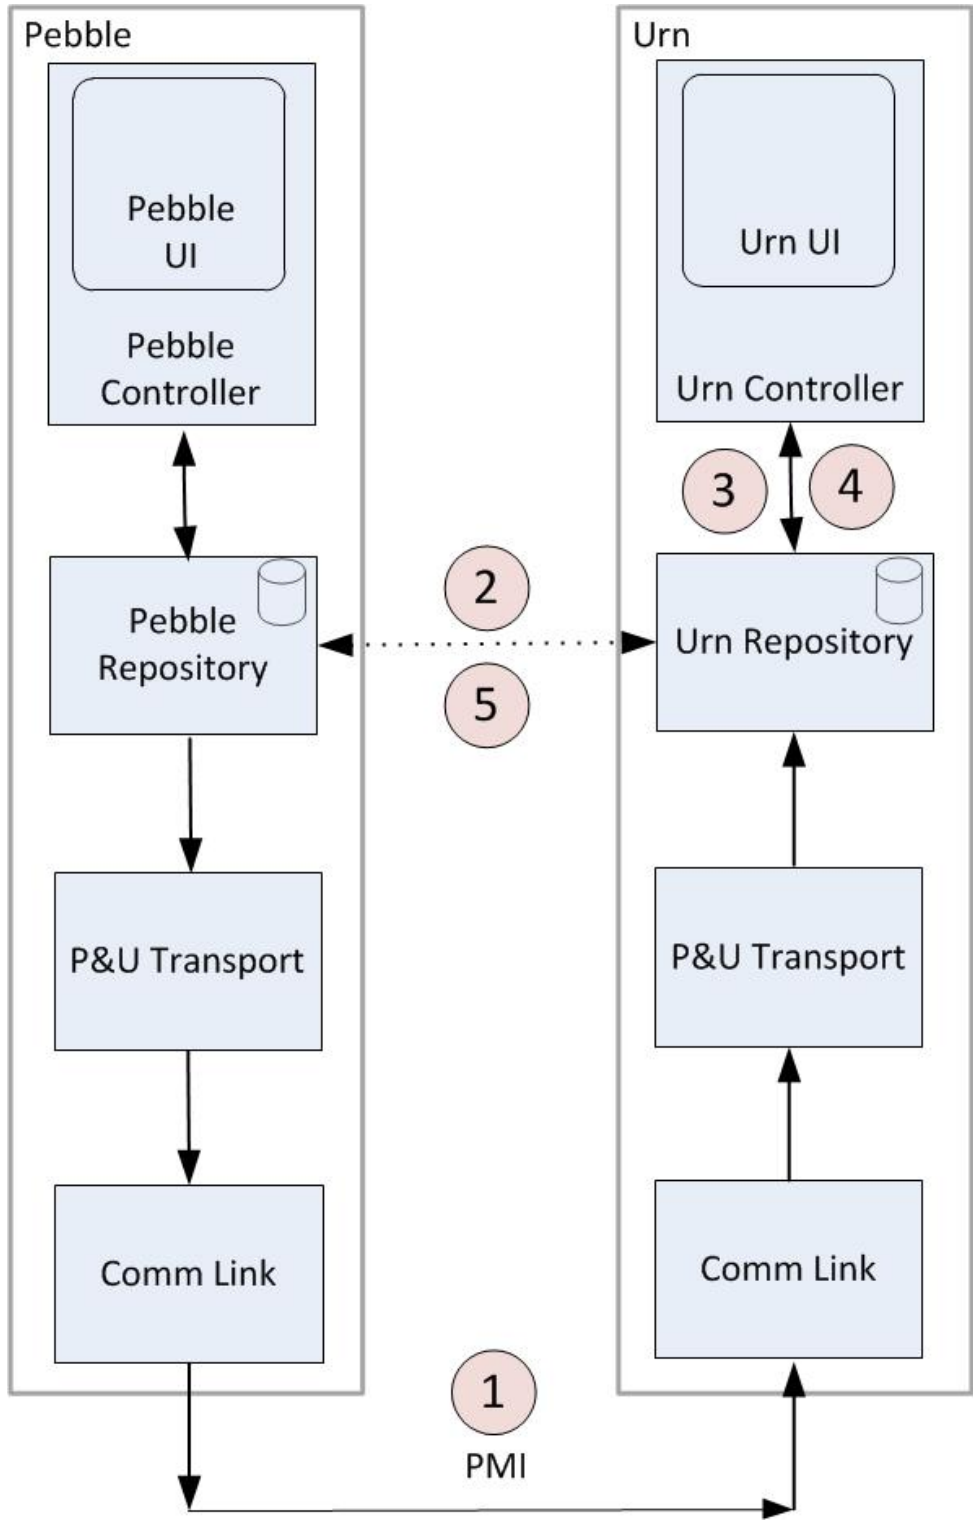 Pebble
Pebble
UI
Pebble
Controller
Pebble
Repository
P&U Transport
Comm Link
Urn
Urn UI
Urn Controller
3
4
Urn Repository
P&U Transport
Comm Link
2
5
1
PMI